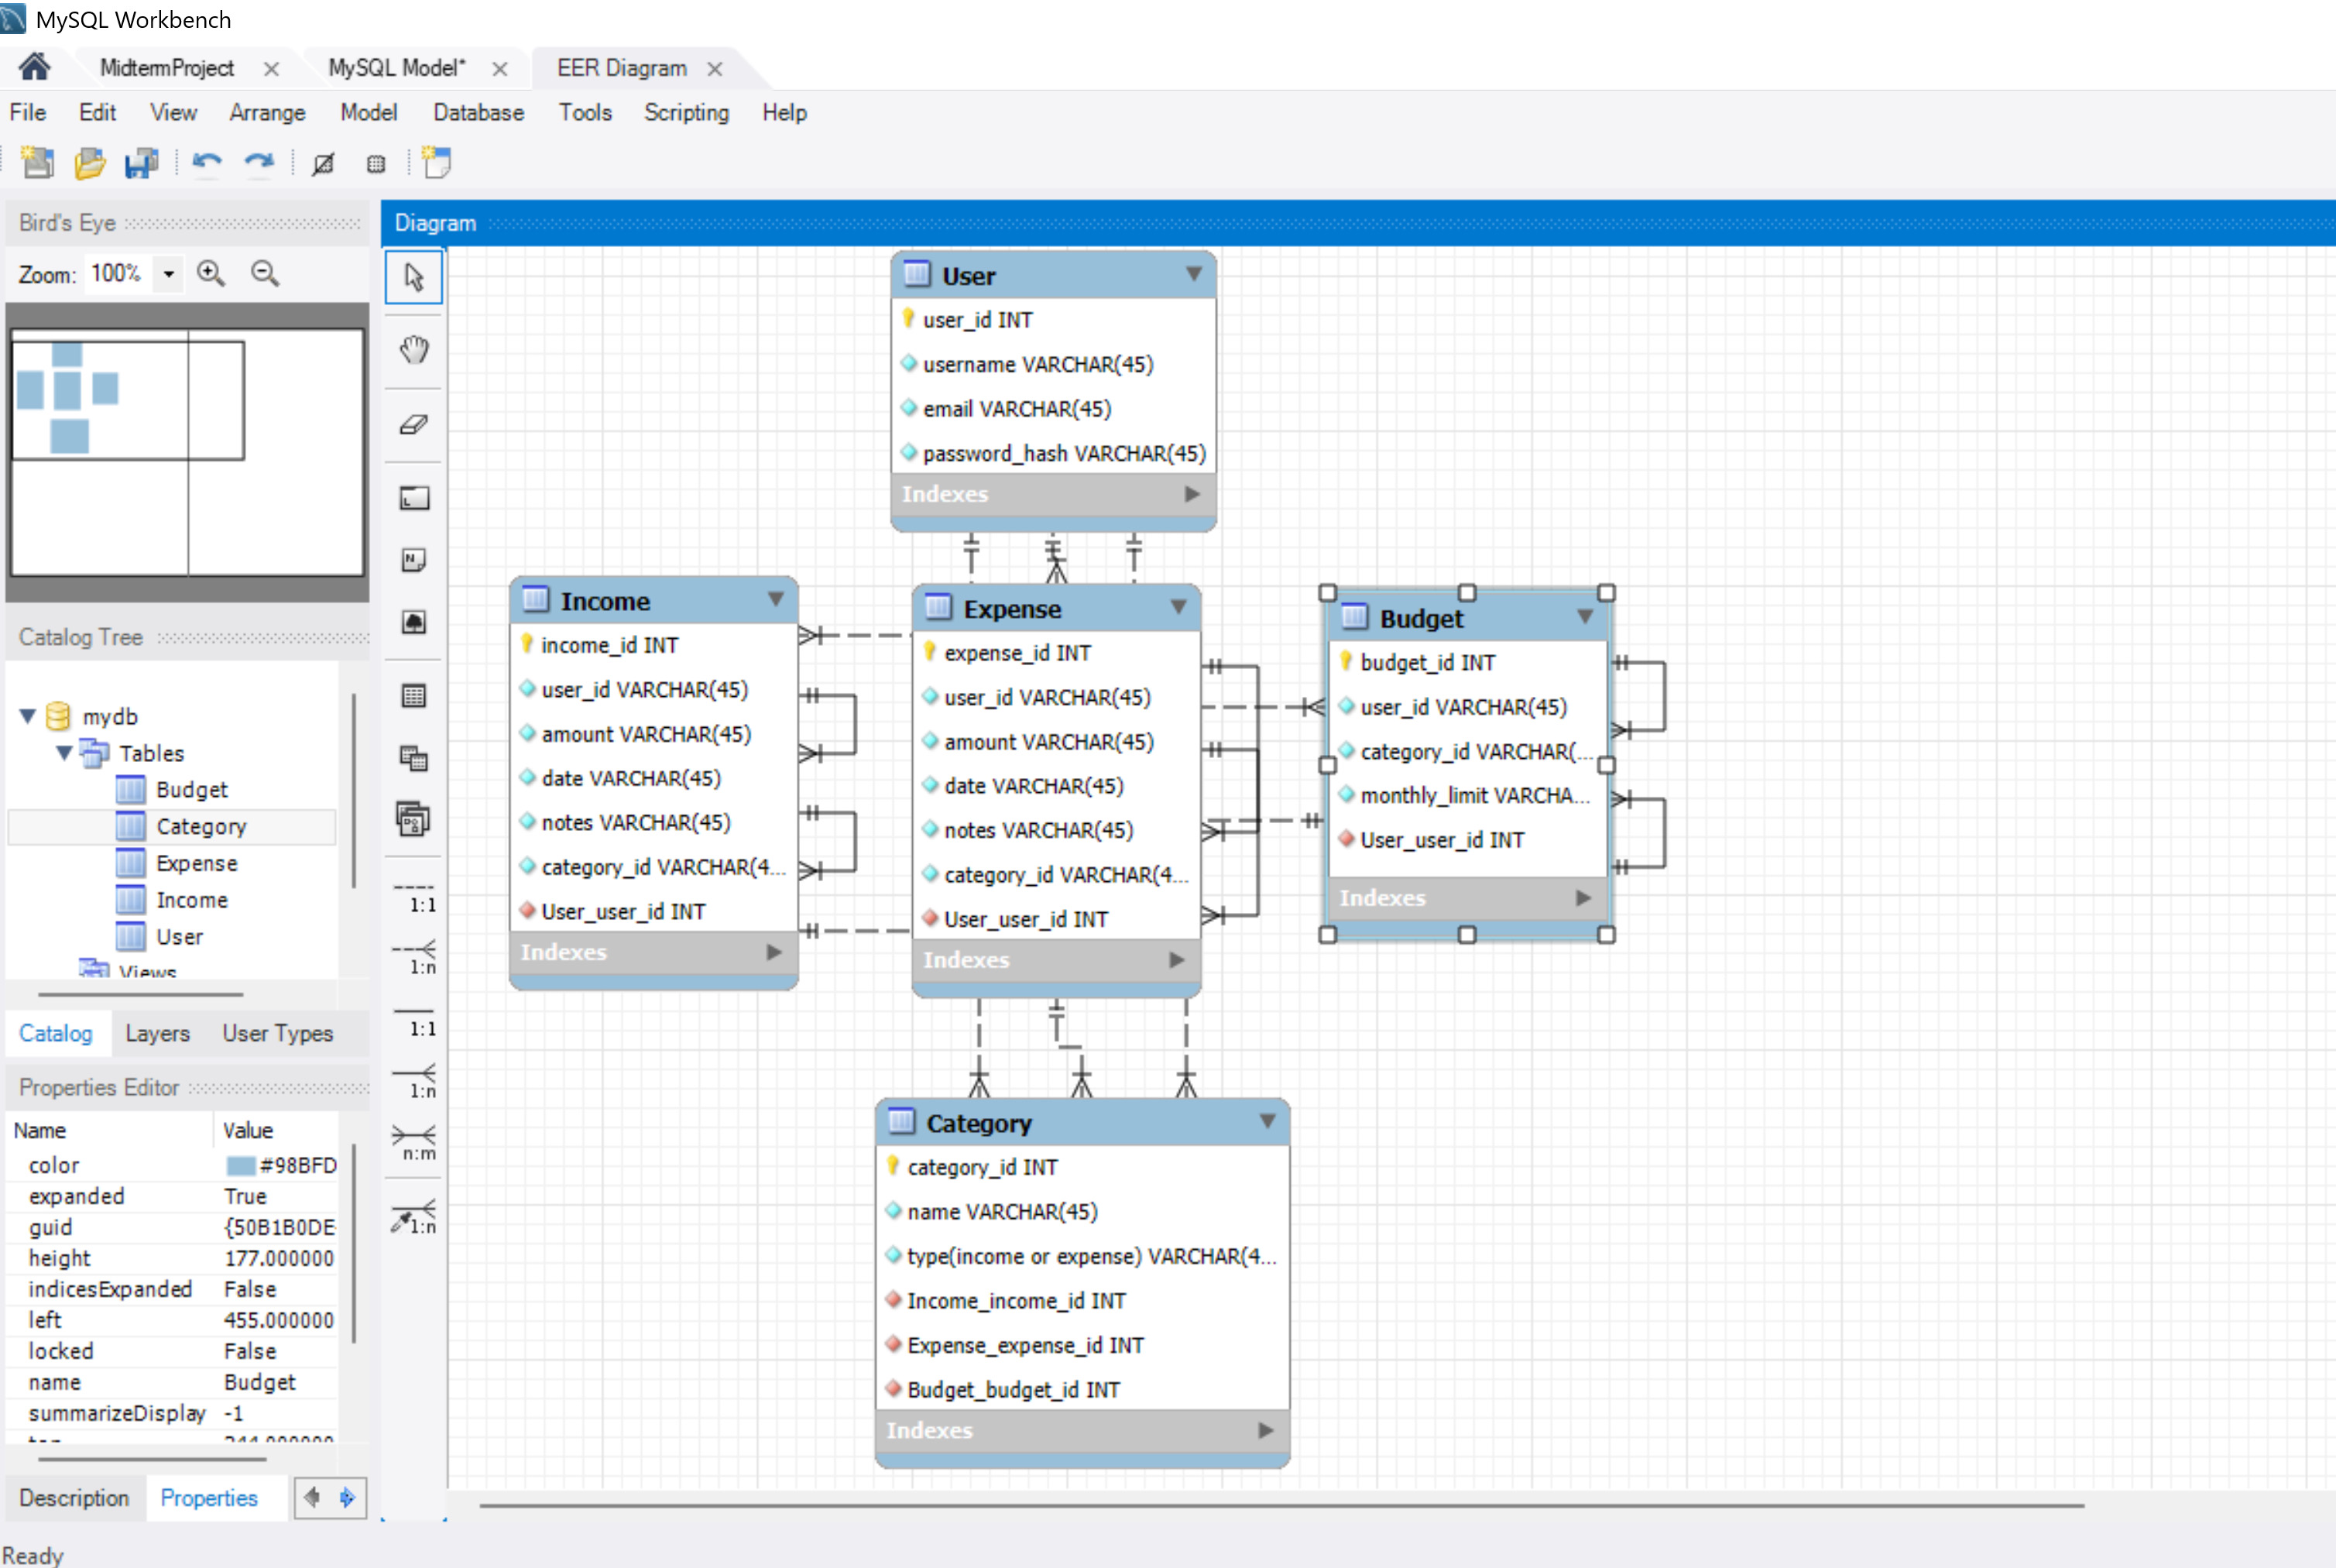 MySQL Workbench
MidtermProject
MySQL Model*
EER Diagram
File Edit View Arrange Model Database Tools Scripting Help
Bird's Eye
Zoom: 100%
Catalog Tree
mydb
Tables
Budget
Category
Expense
Income
User
Views
Catalog Layers User Types
Properties Editor
Name Value
color #98BFD
expanded True
guid {50B1B0DE
height 177.000000
indicesExpanded False
left 455.000000
locked False
name Budget
summarizeDisplay -1
Description Properties
Ready
Diagram
1:1
1:n
1:1
1:n
n:m
1:n
User
user_id INT
username VARCHAR(45)
email VARCHAR(45)
password_hash VARCHAR(45)
Indexes
Income
income_id INT
user_id VARCHAR(45)
amount VARCHAR(45)
date VARCHAR(45)
notes VARCHAR(45)
category_id VARCHAR(4...
User_user_id INT
Indexes
Expense
expense_id INT
user_id VARCHAR(45)
amount VARCHAR(45)
date VARCHAR(45)
notes VARCHAR(45)
category_id VARCHAR(4...
User_user_id INT
Indexes
Budget
budget_id INT
user_id VARCHAR(45)
category_id VARCHAR(...
monthly_limit VARCHA...
User_user_id INT
Indexes
Category
category_id INT
name VARCHAR(45)
type(income or expense) VARCHAR(4...
Income_income_id INT
Expense_expense_id INT
Budget_budget_id INT
Indexes